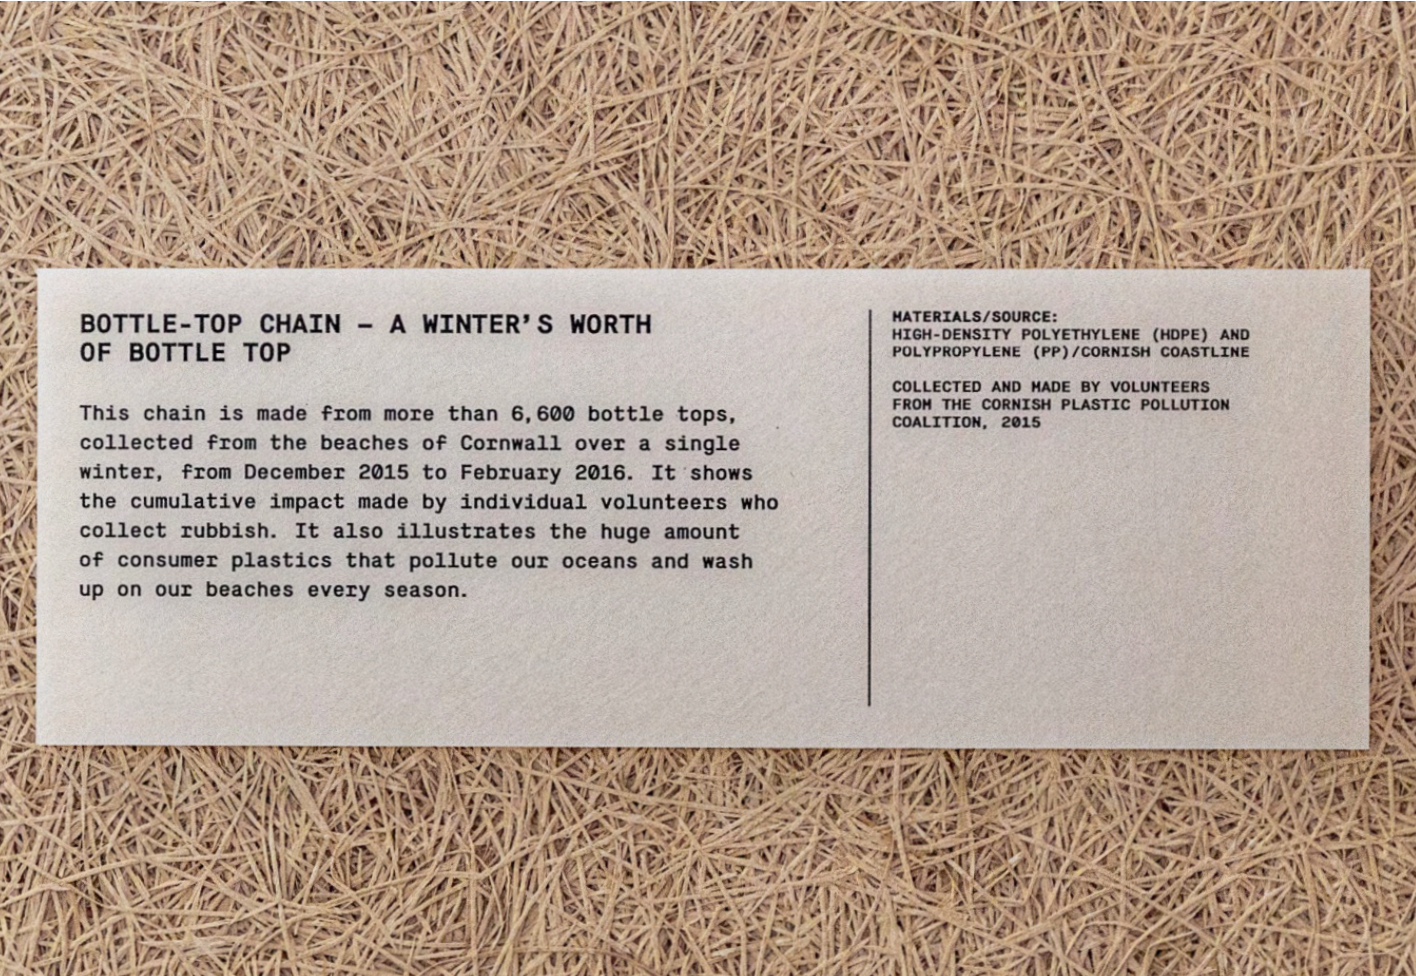 BOTTLE-TOP CHAIN – A WINTER'S WORTH
OF BOTTLE TOP
This chain is made from more than 6,600 bottle tops,
collected from the beaches of Cornwall over a single
winter, from December 2015 to February 2016. It shows
the cumulative impact made by individual volunteers who
collect rubbish. It also illustrates the huge amount
of consumer plastics that pollute our oceans and wash
up on our beaches every season.
MATERIALS/SOURCE:
HIGH-DENSITY POLYETHYLENE (HDPE) AND
POLYPROPYLENE (PP)/CORNISH COASTLINE
COLLECTED AND MADE BY VOLUNTEERS
FROM THE CORNISH PLASTIC POLLUTION
COALITION, 2015